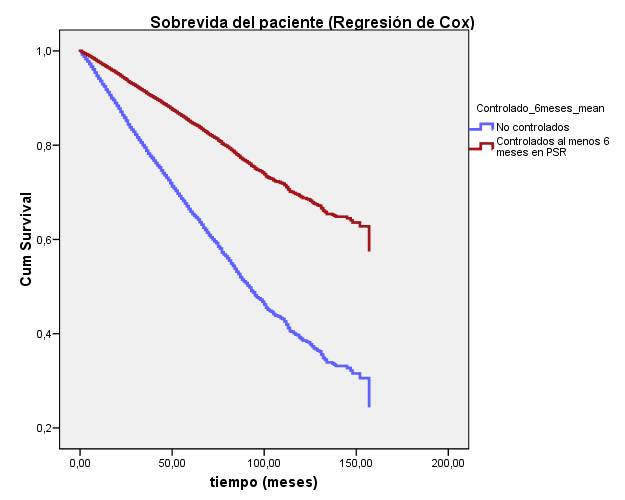 Sobrevida del paciente (Regresión de Cox)
1,0
0,8
0,6
0,4
0,2
Cum Survival
0,00
50,00
100,00
150,00
200,00
tiempo (meses)
Controlado_6meses_mean
No controlados
Controlados al menos 6
meses en PSR